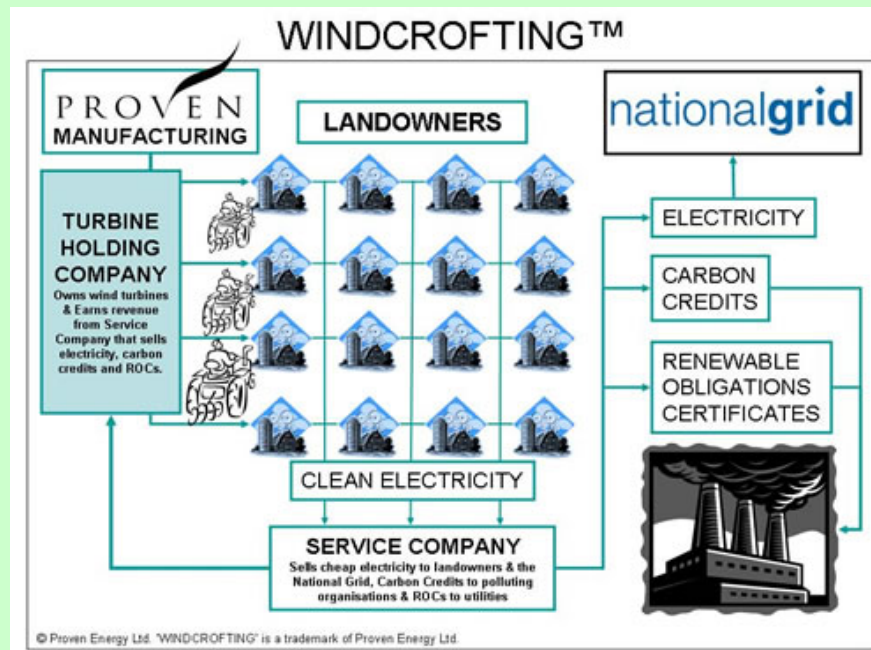 WINDCROFTING™
PROVEN
MANUFACTURING
LANDOWNERS
nationalgrid
TURBINE
HOLDING
COMPANY
Owns wind turbines
& Earns revenue
from Service
Company that sells
electricity, carbon
credits and ROCs.
ELECTRICITY
CARBON
CREDITS
RENEWABLE
OBLIGATIONS
CERTIFICATES
CLEAN ELECTRICITY
SERVICE COMPANY
Sells cheap electricity to landowners & the
National Grid, Carbon Credits to polluting
organisations & ROCs to utilities
© Proven Energy Ltd. "WINDCROFTING" is a trademark of Proven Energy Ltd.